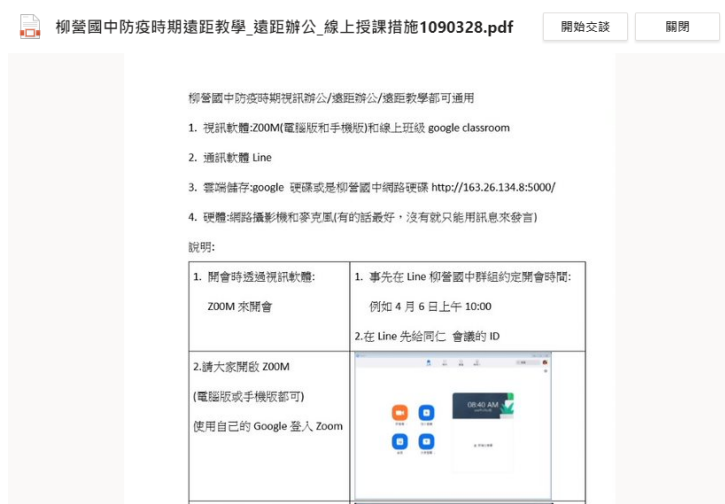 柳營國中防疫時期遠距教學_遠距辦公_線上授課措施1090328.pdf
開始交談
關閉
柳營國中防疫時期視訊辦公/遠距辦公/遠距教學都可通用
1. 視訊軟體:ZOOM(電腦版和手機版)和線上班級 google classroom
2. 通訊軟體 Line
3. 雲端儲存:google 硬碟或是柳營國中網路硬碟 http://163.26.134.8:5000/
4. 硬體:網路攝影機和麥克風(有的話最好，沒有就只能用訊息來發言)
說明:
1. 開會時透過視訊軟體:
ZOOM 來開會
1. 事先在 Line 柳營國中群組約定開會時間:
例如 4 月 6 日上午 10:00
2.在 Line 先給同仁 會議的 ID
2.請大家開啟 ZOOM
(電腦版或手機版都可)
使用自己的 Google 登入 Zoom
08:40 AM